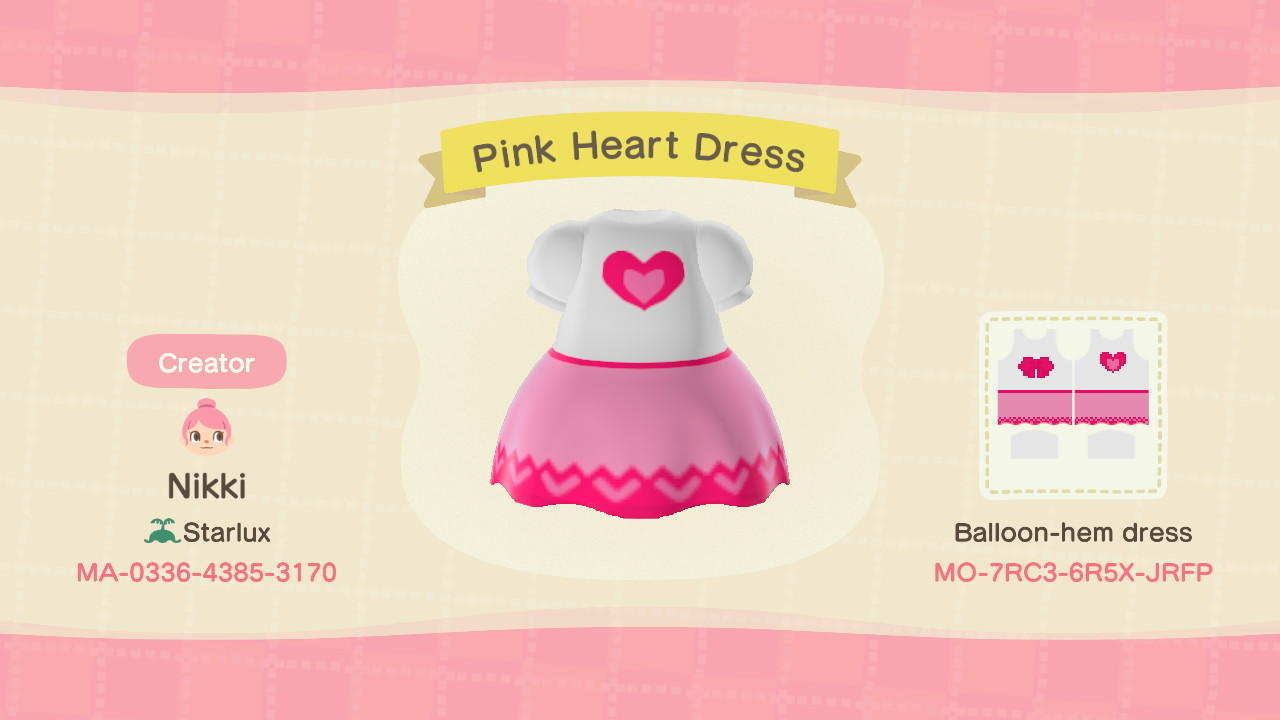 Pink Heart Dress
Creator
Nikki
Starlux
MA-0336-4385-3170
Balloon-hem dress
MO-7RC3-6R5X-JRFP